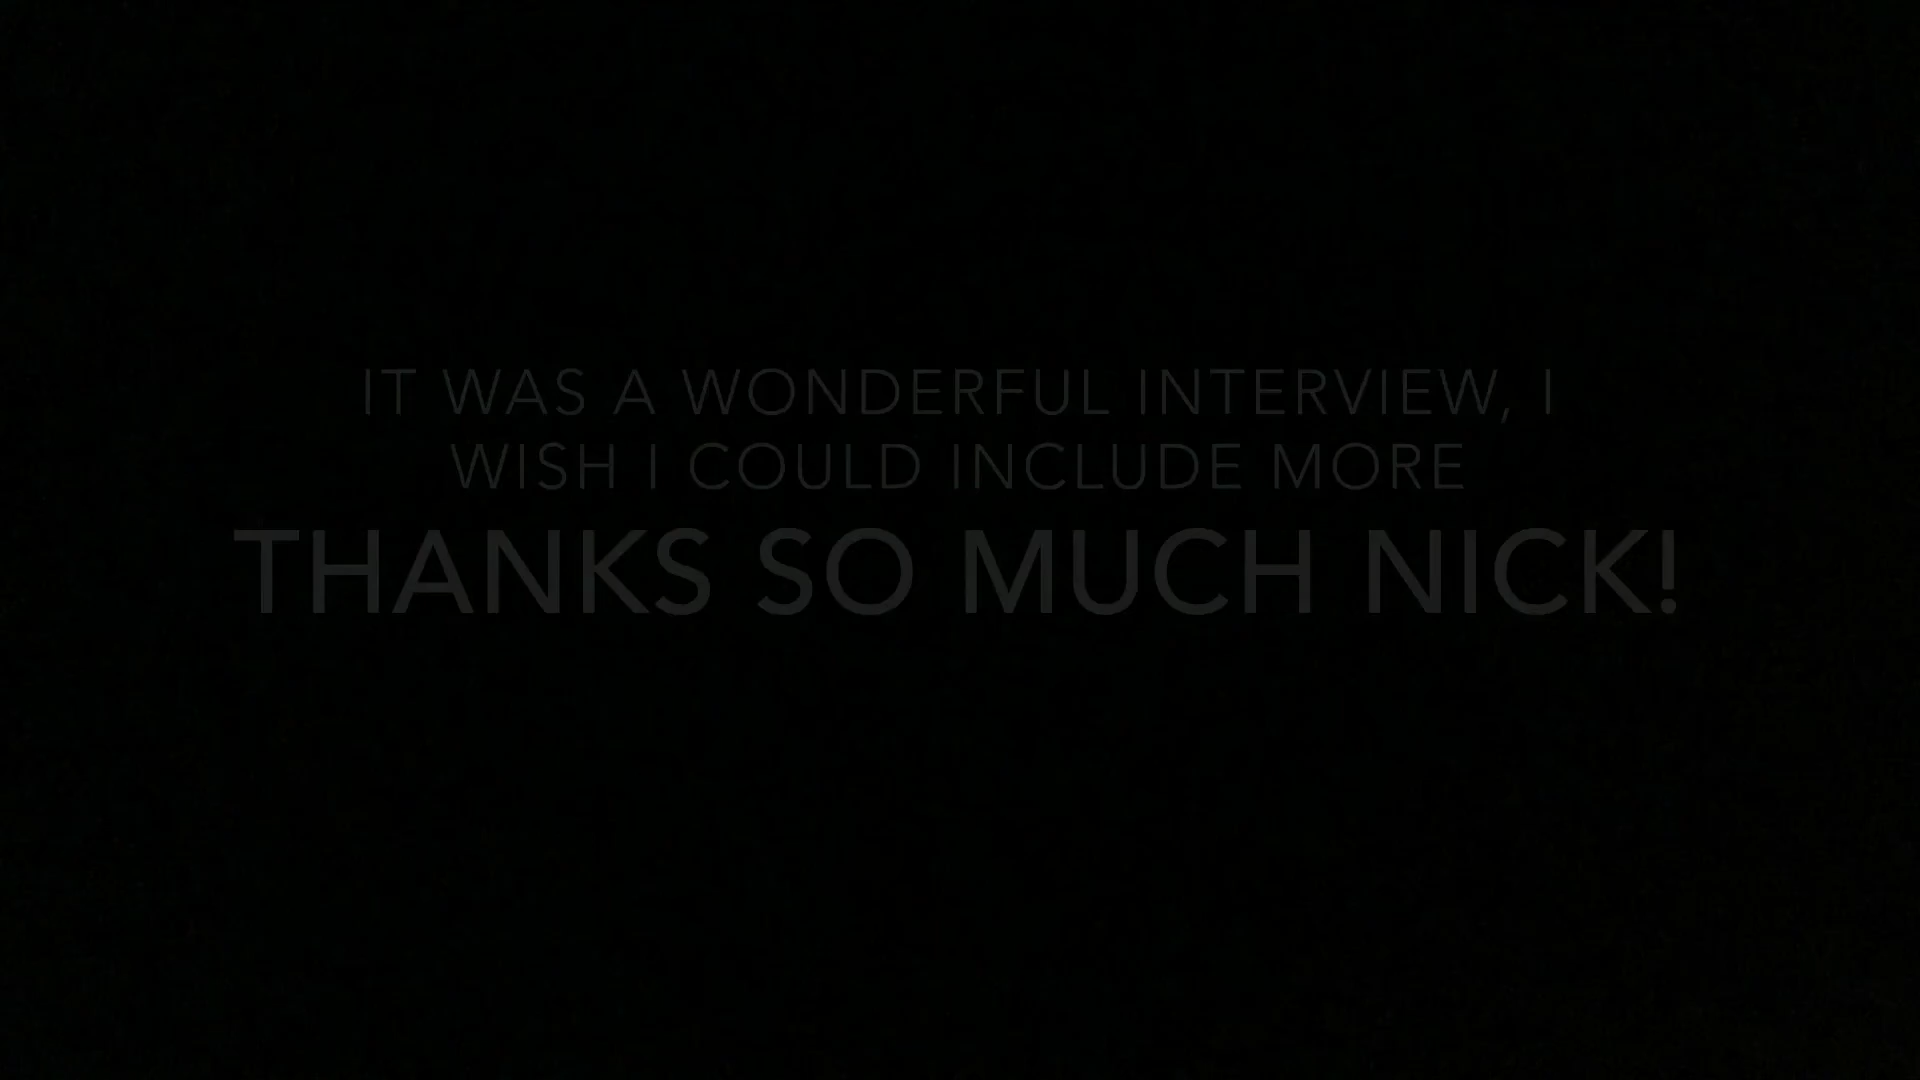 IT WAS A WONDERFUL INTERVIEW, I
WISH I COULD INCLUDE MORE
THANKS SO MUCH NICK!